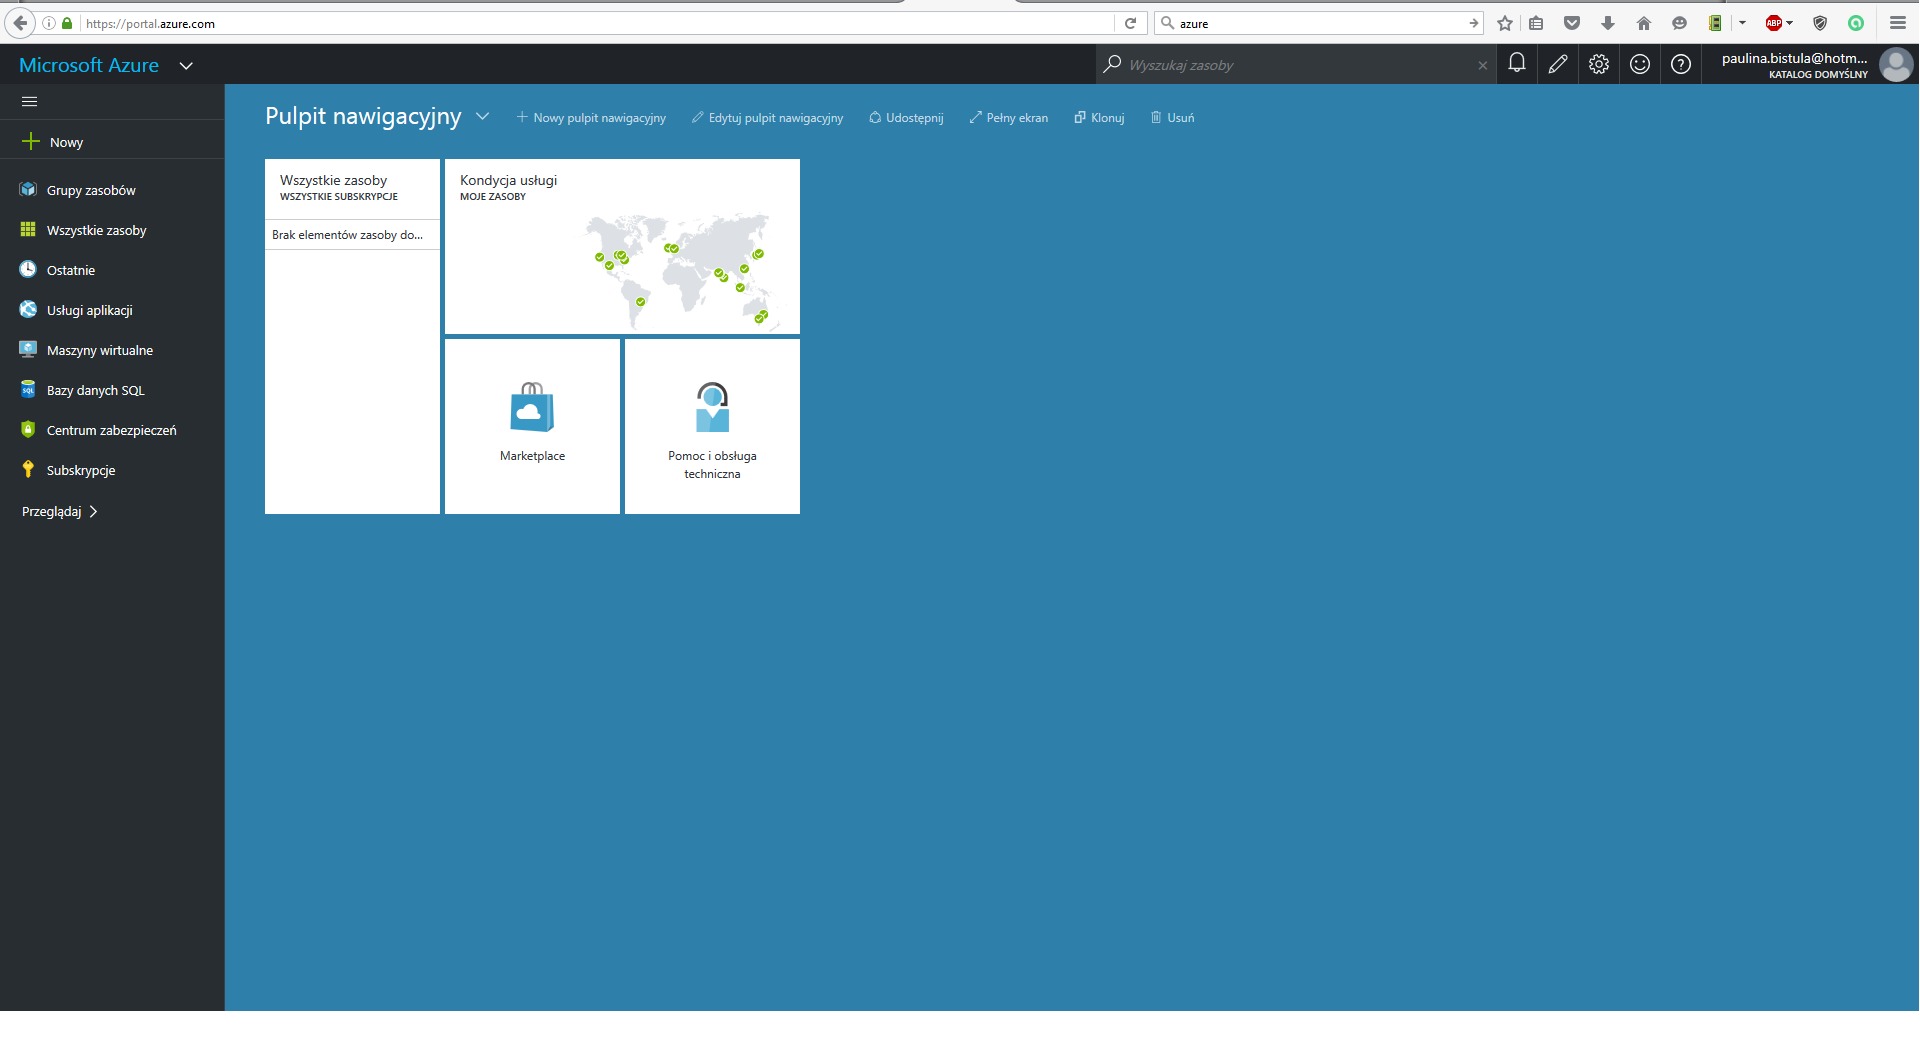 https://portal.azure.com
azure
ABP
Microsoft Azure
Wyszukaj zasoby
paulina.bistula@hotm...
KATALOG DOMYŚLNY
Pulpit nawigacyjny
Nowy pulpit nawigacyjny
Edytuj pulpit nawigacyjny
Udostępnij
Pełny ekran
Klonuj
Usuń
Nowy
Grupy zasobów
Wszystkie zasoby
Ostatnie
Usługi aplikacji
Maszyny wirtualne
SQL
Bazy danych SQL
Centrum zabezpieczeń
Subskrypcje
Przeglądaj
Wszystkie zasoby
WSZYSTKIE SUBSKRYPCJE
Brak elementów zasoby do...
Kondycja usługi
MOJE ZASOBY
Marketplace
Pomoc i obsługa
techniczna